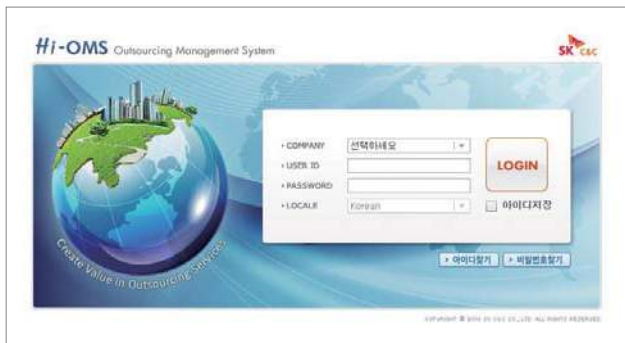 Hi-OMS Outsourcing Management System
SK C&C
COMPANY 선택하세요
USER ID
LOGIN
PASSWORD
LOCALE Korean
아이디저장
Create Value in Outsourcing Services
아이디찾기 비밀번호찾기